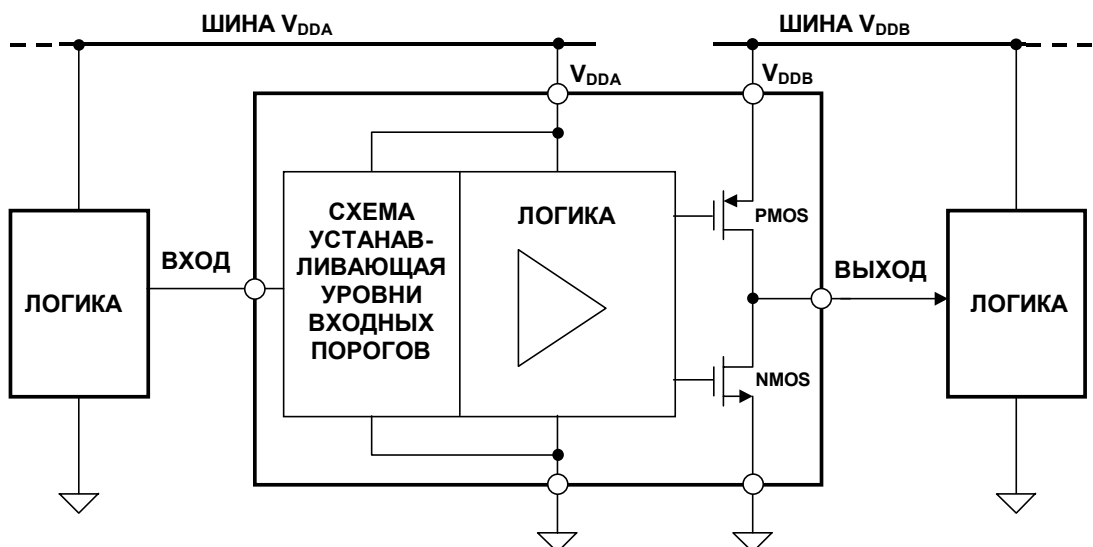 ШИНА VDDA
ШИНА VDDB
VDDA
VDDB
ЛОГИКА
ВХОД
СХЕМА
УСТАНАВ-
ЛИВАЮЩАЯ
УРОВНИ
ВХОДНЫХ
ПОРОГОВ
ЛОГИКА
PMOS
NMOS
ВЫХОД
ЛОГИКА